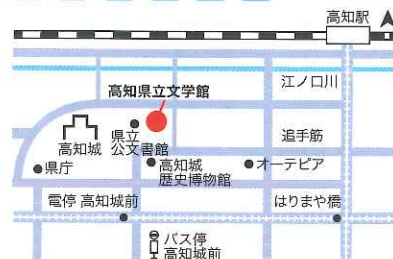 高知駅
江ノ口川
高知県立文学館
県立
公文書館
追手筋
高知城
高知城
歴史博物館
オーテピア
県庁
電停 高知城前
はりまや橋
バス停
高知城前